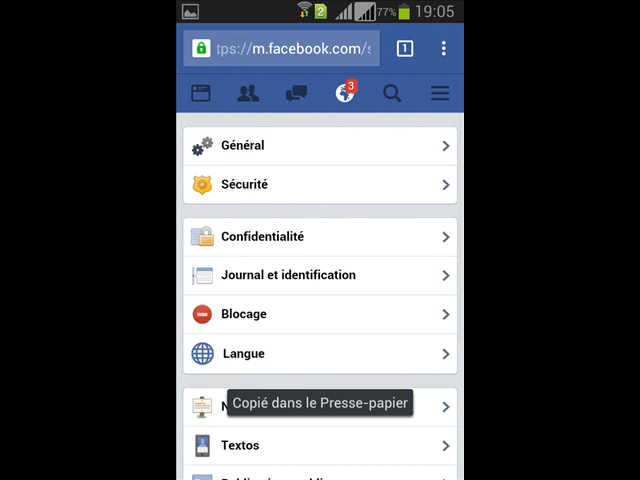 2 77% 19:05
tps://m.facebook.com/s 1
3
Général
Sécurité
Confidentialité
Journal et identification
Blocage
Langue
Copié dans le Presse-papier
Textos